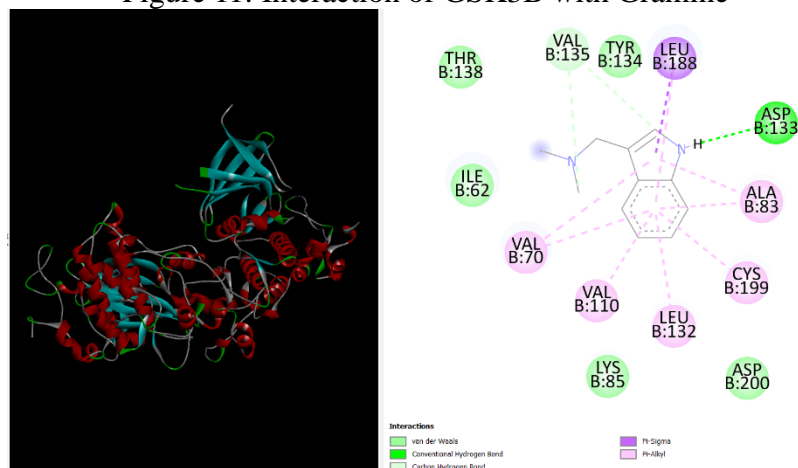 Figure 11: Interaction of GSK3B with Gramine
THR
B:138
VAL
B:135
TYR
B:134
LEU
B:188
ASP
B:133
H
N
N
ILE
B:62
ALA
B:83
VAL
B:70
CYS
B:199
VAL
B:110
LEU
B:132
LYS
B:85
ASP
B:200
Interactions
van der Waals
Conventional Hydrogen Bond
Carbon Hydrogen Bond
Pi-Sigma
Pi-Alkyl